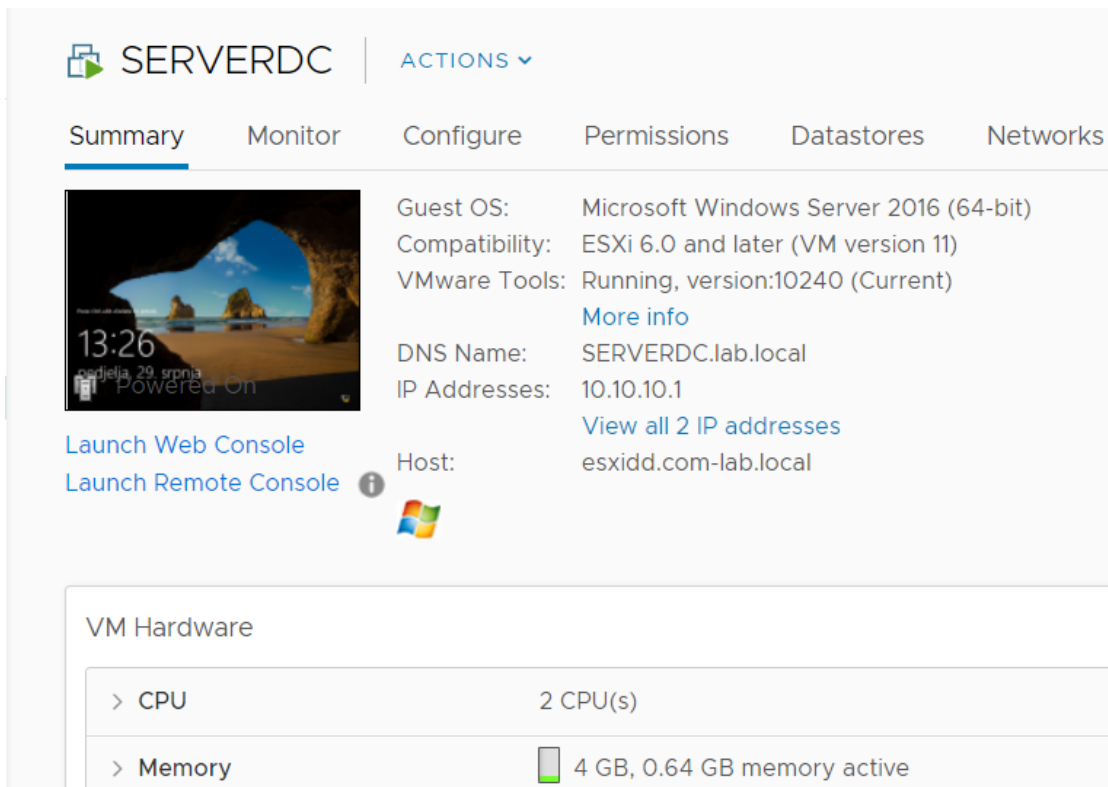 SERVERDC
ACTIONS
Summary Monitor Configure Permissions Datastores Networks
13:26
nedjelja, 29. srpnja
Powered On
Launch Web Console
Launch Remote Console
Guest OS: Microsoft Windows Server 2016 (64-bit)
Compatibility: ESXi 6.0 and later (VM version 11)
VMware Tools: Running, version:10240 (Current)
More info
DNS Name: SERVERDC.lab.local
IP Addresses: 10.10.10.1
View all 2 IP addresses
Host: esxidd.com-lab.local
VM Hardware
CPU 2 CPU(s)
Memory 4 GB, 0.64 GB memory active